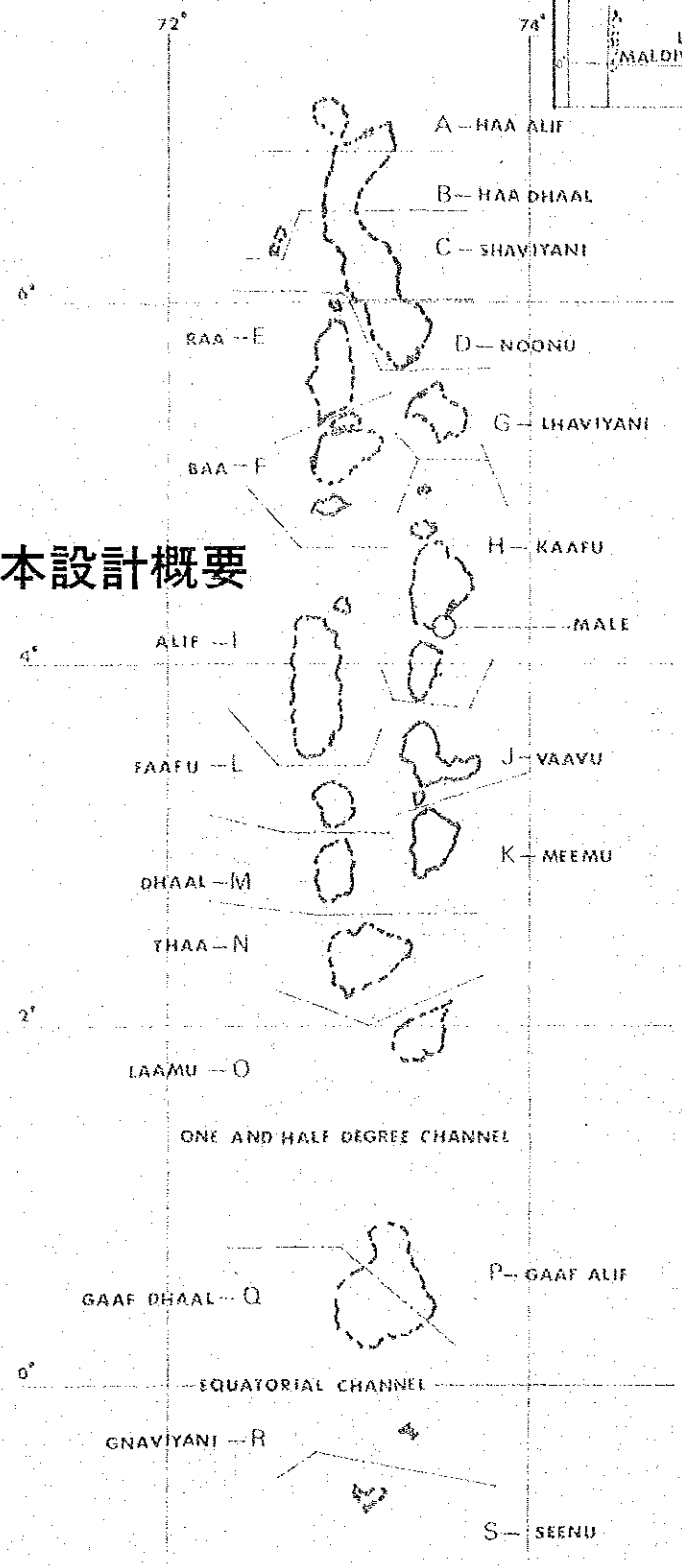 72° 74°
0°
MALDIV
A – HAA ALIF
B – HAA DHAAL
C – SHAVIYANI
6°
RAA – E
D – NOONU
G – LHAVIYANI
BAA – F
H – KAAFU
本設計概要
MALE
ALIF – I
4°
FAAFU – L
J – VAAVU
K – MEEMU
DHAAL – M
THAA – N
2°
LAAMU – O
ONE AND HALF DEGREE CHANNEL
P – GAAF ALIF
GAAF DHAAL – Q
0°
EQUATORIAL CHANNEL
GNAVIYANI – R
S – SEENU